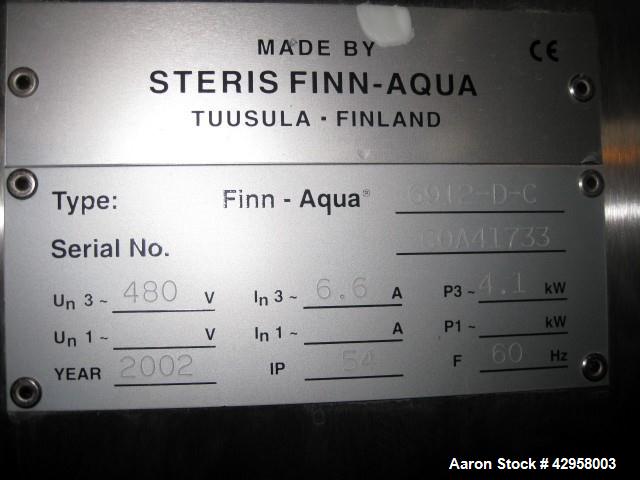 MADE BY CE
STERIS FINN-AQUA
TUUSULA · FINLAND
Type: Finn - Aqua® 6912-D-C
Serial No. C0A41733
Un 3 ~ 480 V In 3 ~ 6.6 A P3 ~ 4.1 kW
Un 1 ~ V In 1 ~ A P1 ~ kW
YEAR 2002 IP 54 F 60 Hz
Aaron Stock # 42958003